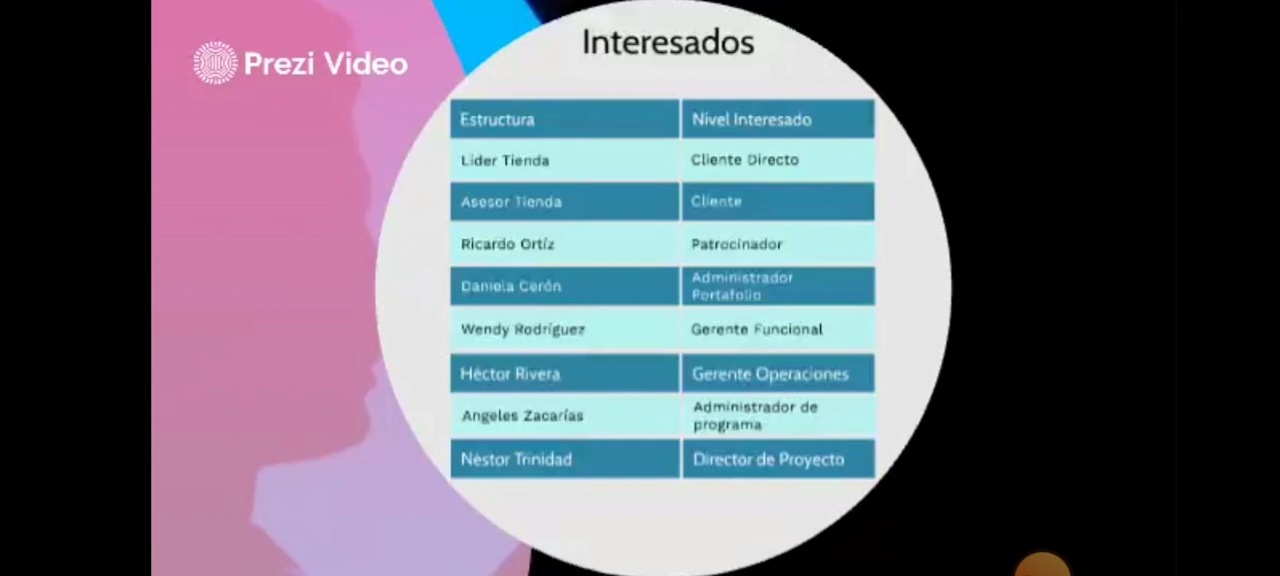 Prezi Video
Interesados
Estructura Nivel Interesado
Lider Tienda Cliente Directo
Asesor Tienda Cliente
Ricardo Ortíz Patrocinador
Daniela Cerón Administrador
Portafolio
Wendy Rodríguez Gerente Funcional
Héctor Rivera Gerente Operaciones
Angeles Zacarías Administrador de
programa
Néstor Trinidad Director de Proyecto